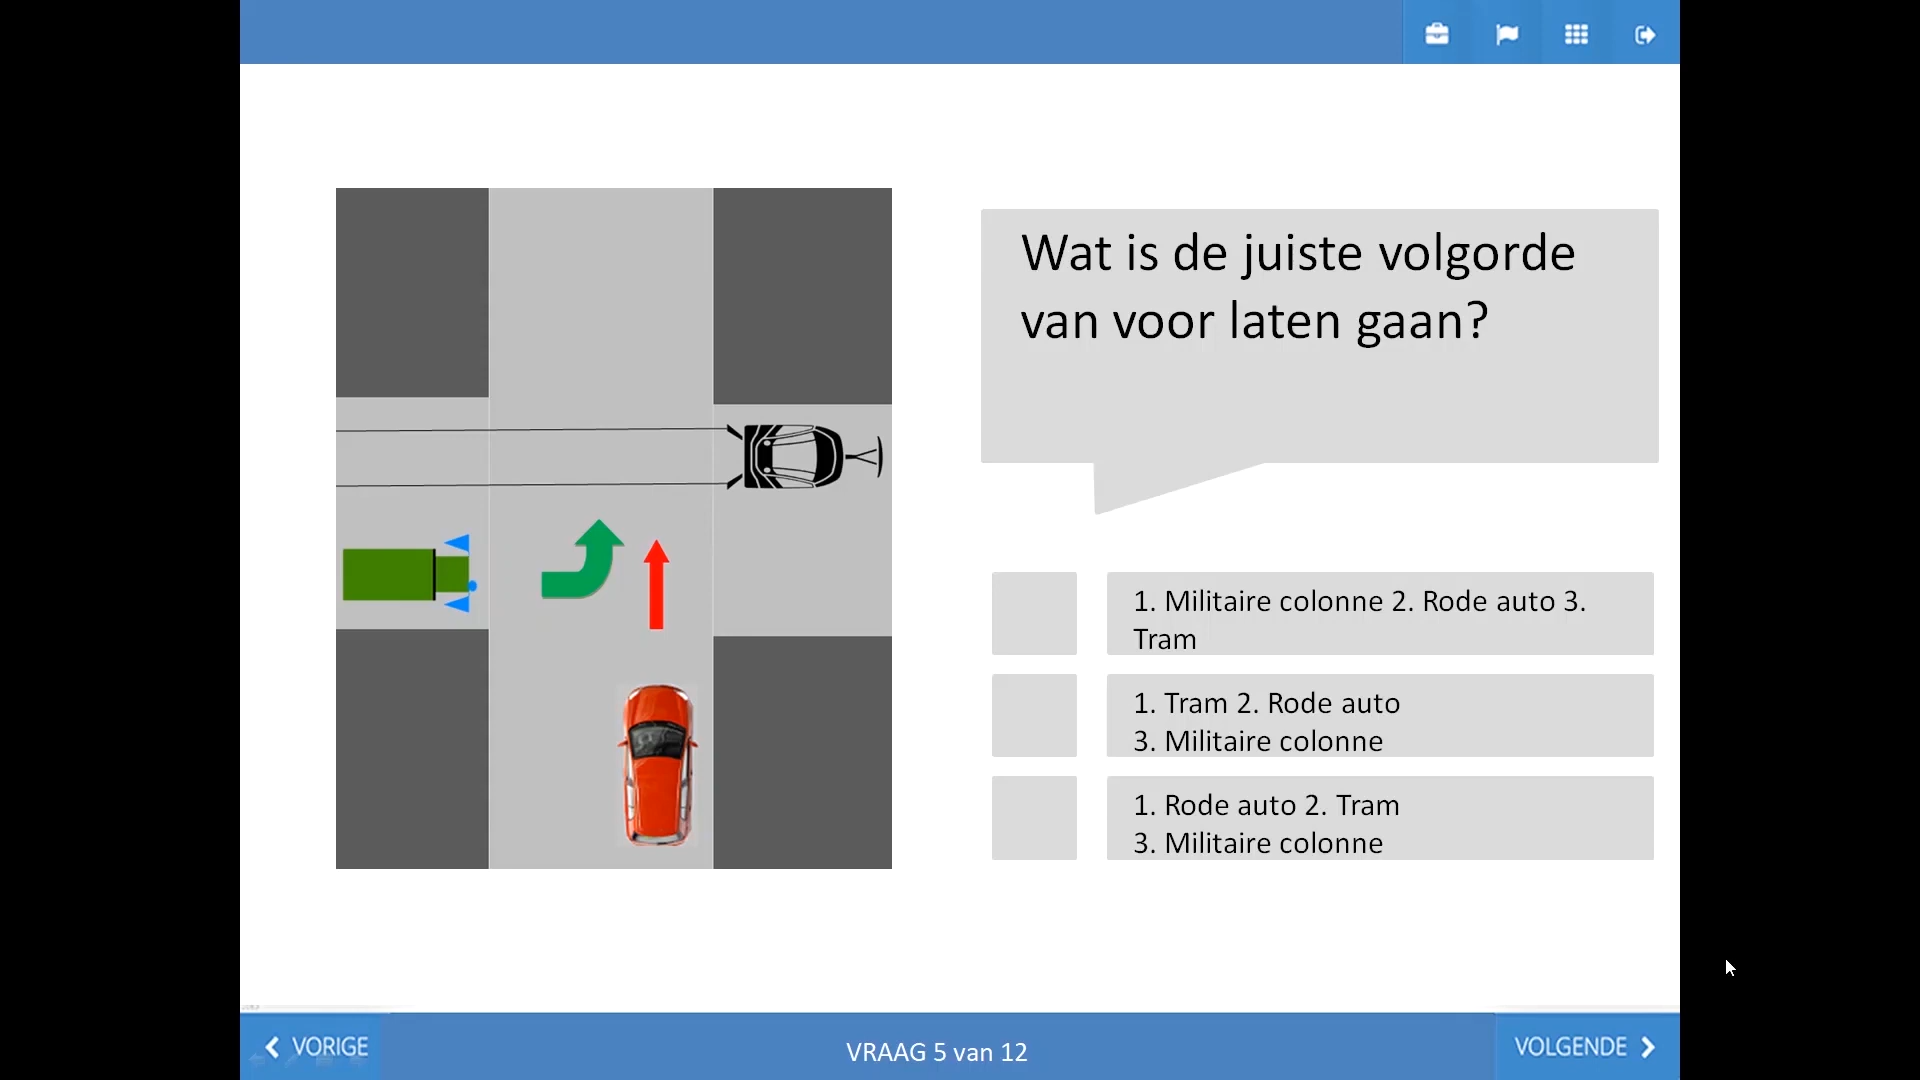 Wat is de juiste volgorde
van voor laten gaan?
1. Militaire colonne 2. Rode auto 3.
Tram
1. Tram 2. Rode auto
3. Militaire colonne
1. Rode auto 2. Tram
3. Militaire colonne
VORIGE
VRAAG 5 van 12
VOLGENDE